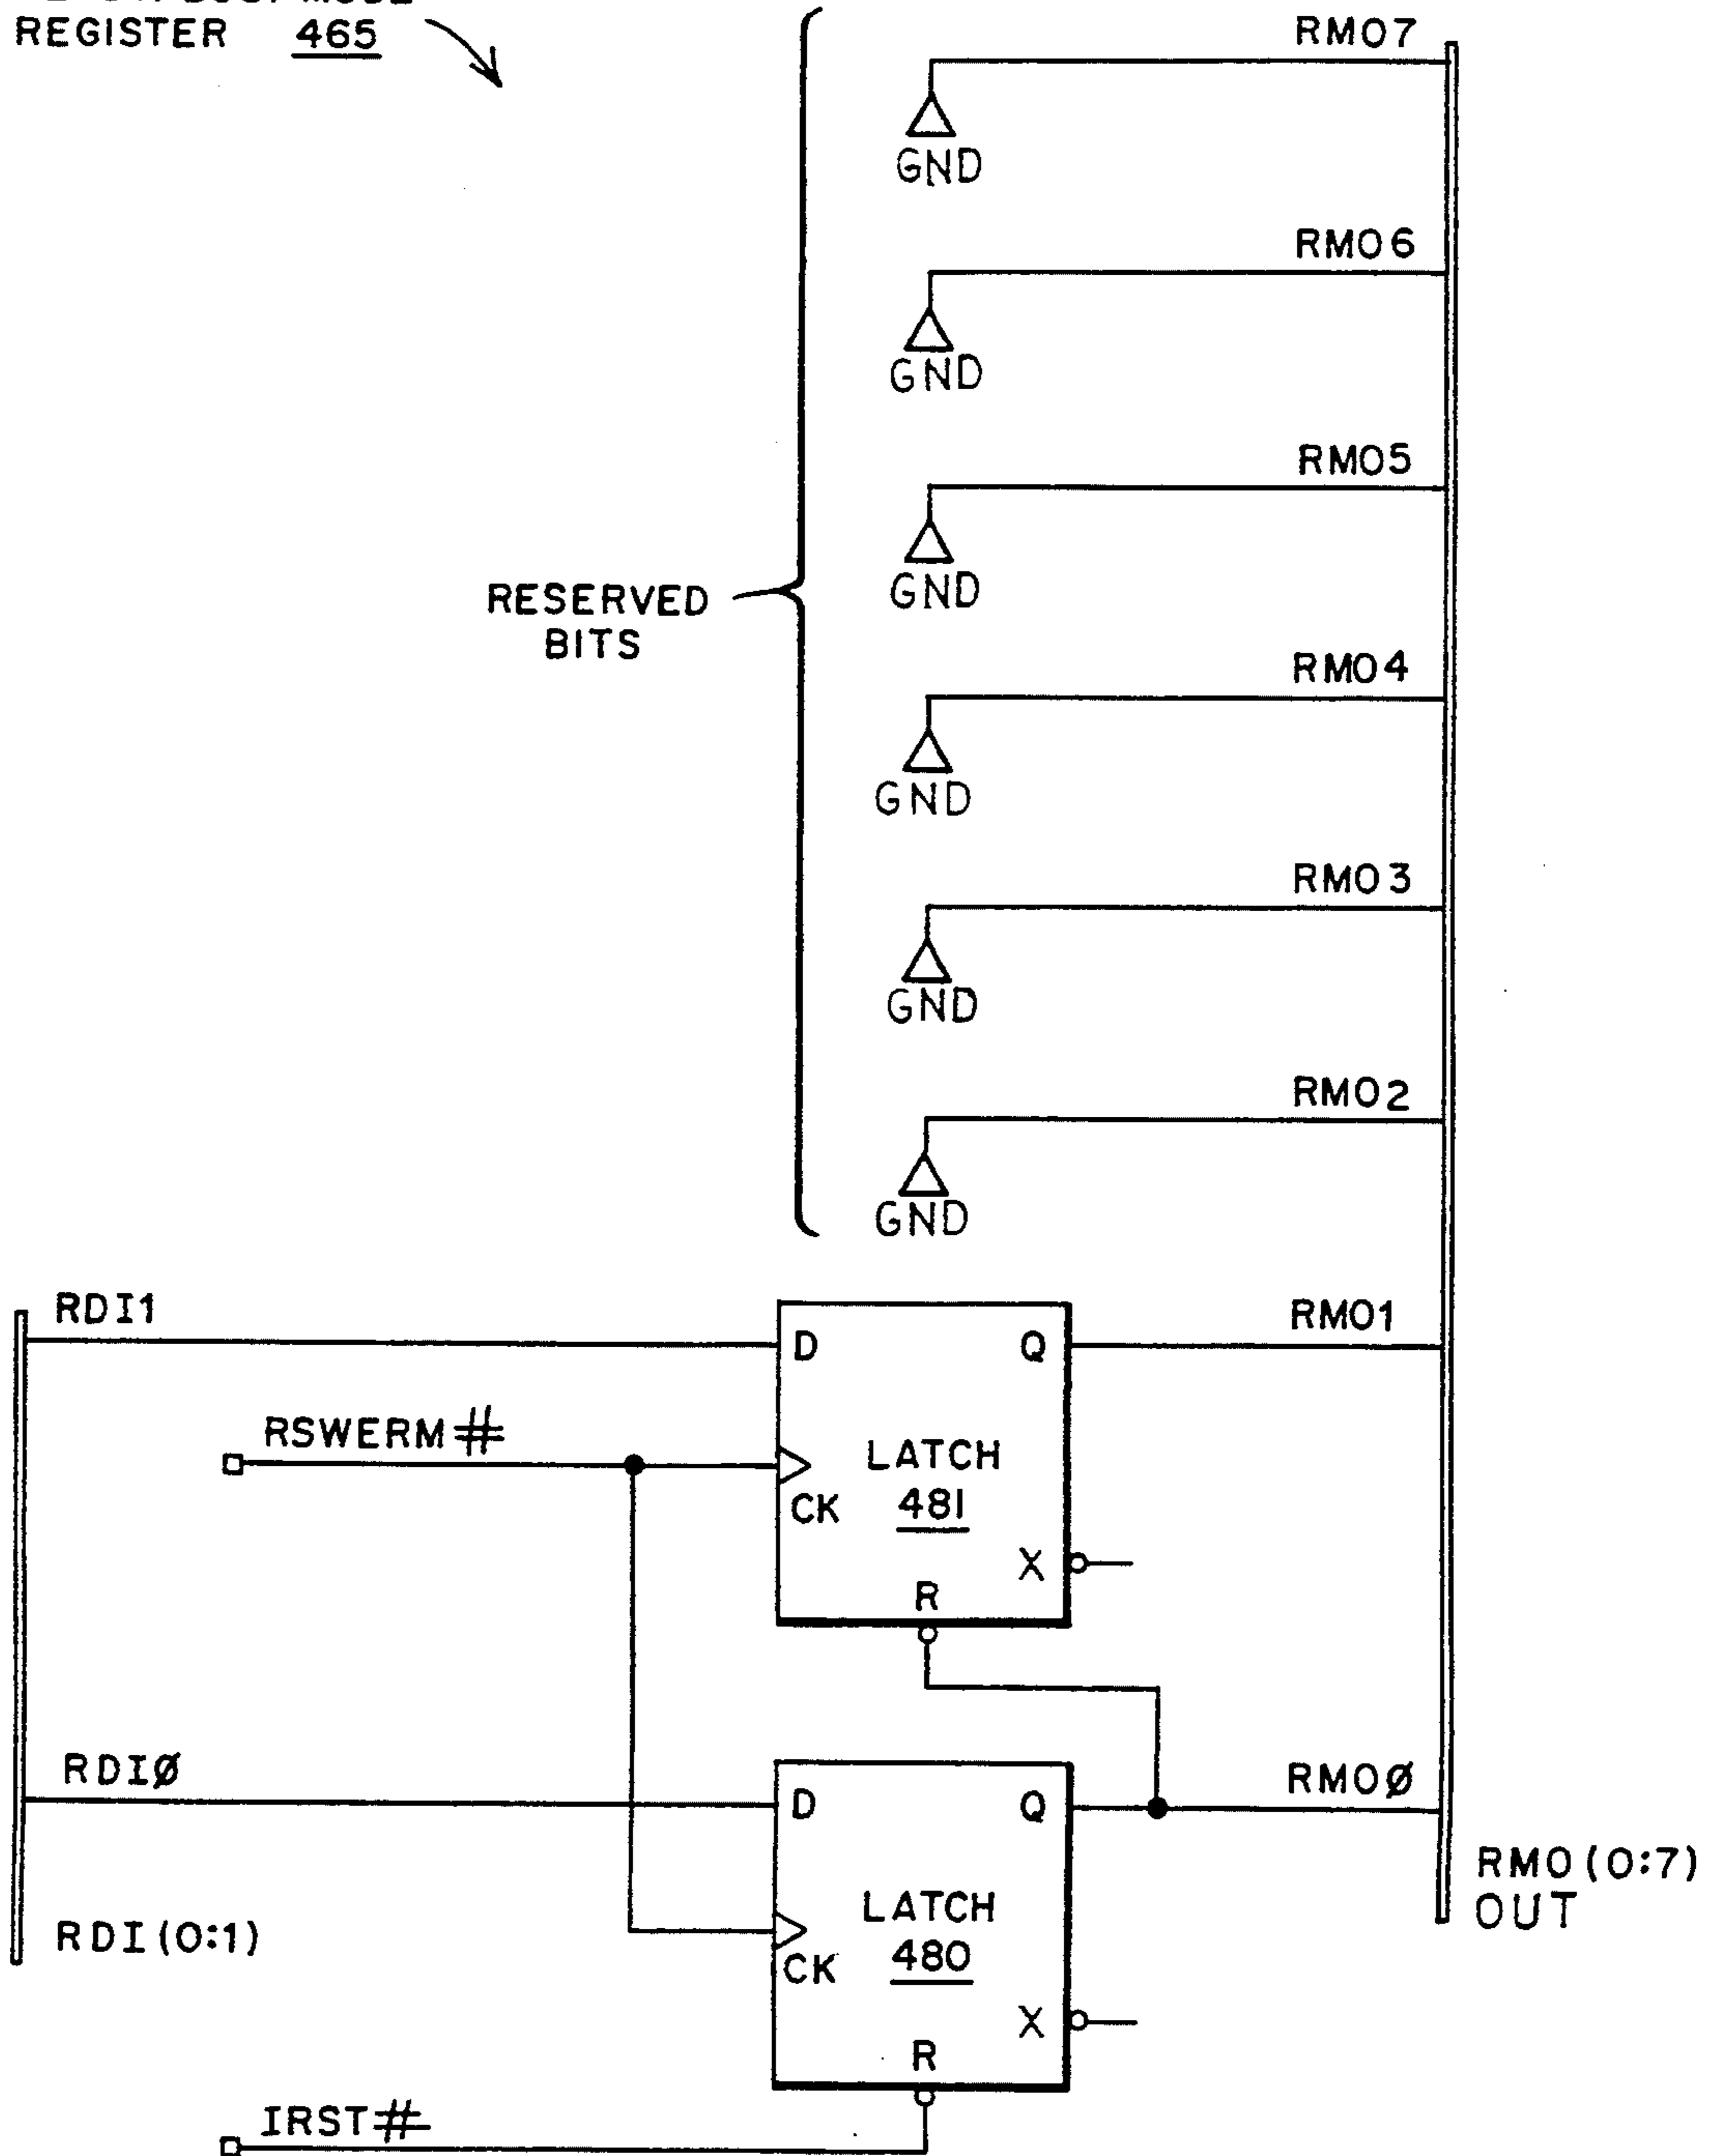 REGISTER 465
RMO7
GND
RMO6
GND
RMO5
GND
RESERVED
BITS
RMO4
GND
RMO3
GND
RMO2
GND
RDI1
D
Q
RMO1
RSWERM#
LATCH
481
CK
X
R
RDIØ
D
Q
RMOØ
RMO(0:7)
OUT
RDI(0:1)
LATCH
480
CK
X
R
IRST#